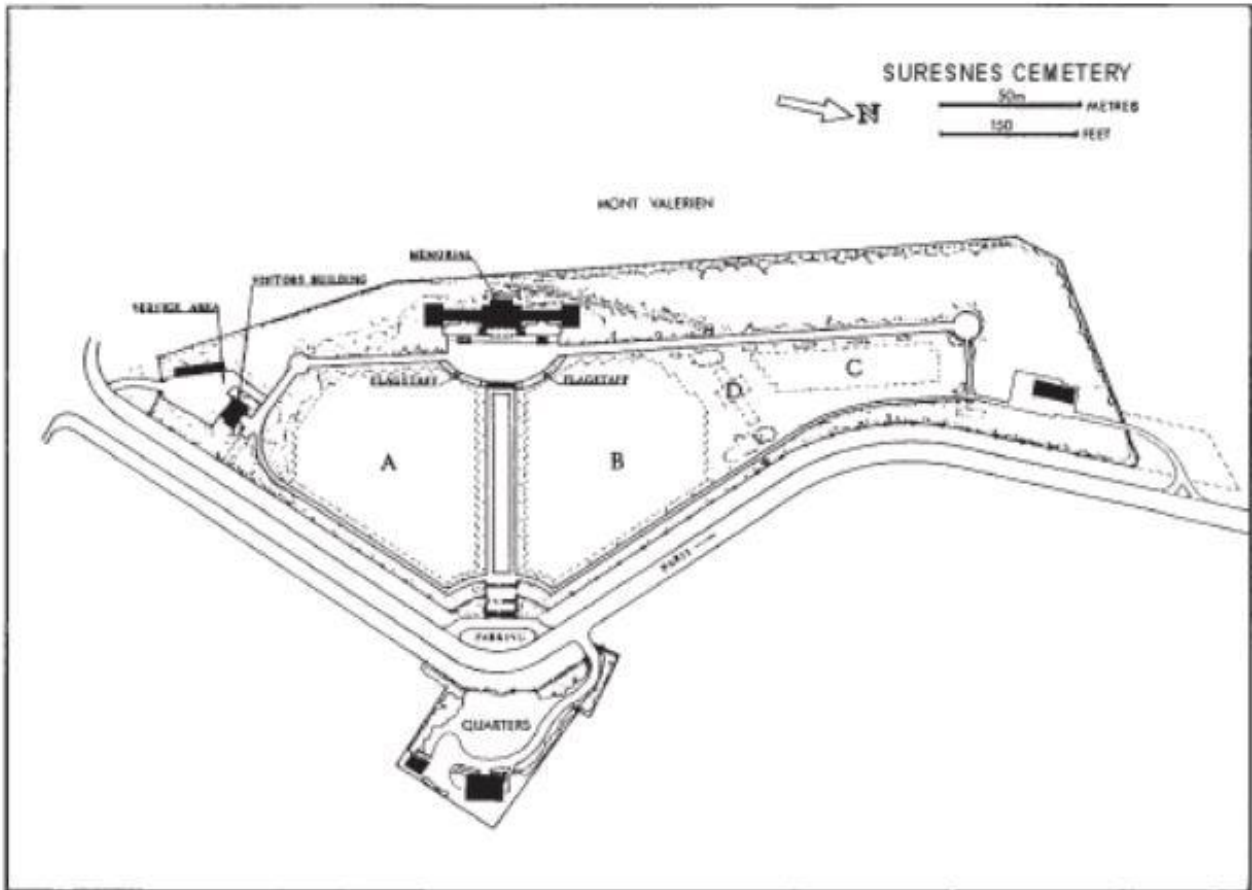 SURESNES CEMETERY
50m
METRES
N
150
FEET
MONT VALERIEN
MEMORIAL
VISITORS BUILDING
SERVICE AREA
FLAGSTAFF
FLAGSTAFF
C
D
A
B
PARIS
PARKING
QUARTERS